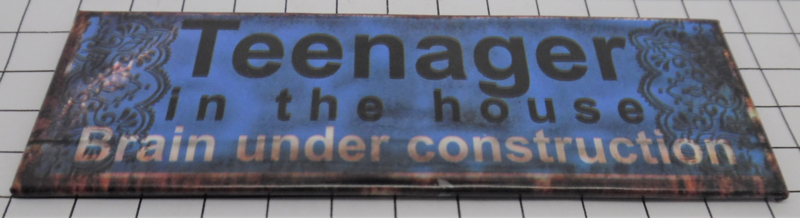 Teenager
in the house
Brain under construction